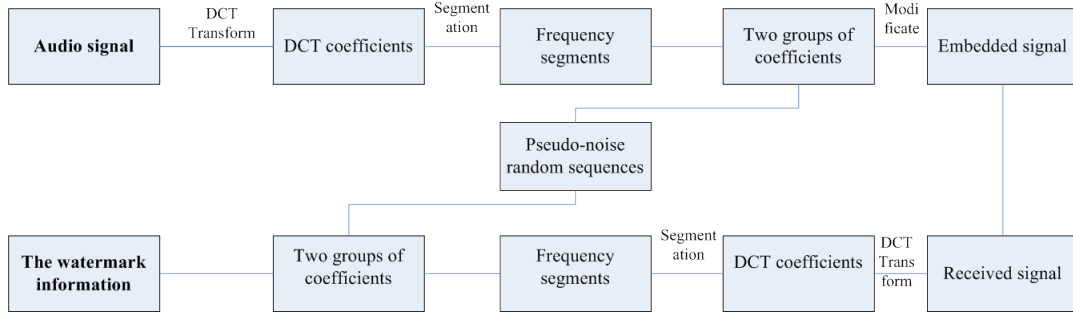 DCT
Transform
Segment
ation
Modi
ficate
Audio signal
DCT coefficients
Frequency
segments
Two groups of
coefficients
Embedded signal
Pseudo-noise
random sequences
Segment
ation
DCT
Trans
form
The watermark
information
Two groups of
coefficients
Frequency
segments
DCT coefficients
Received signal